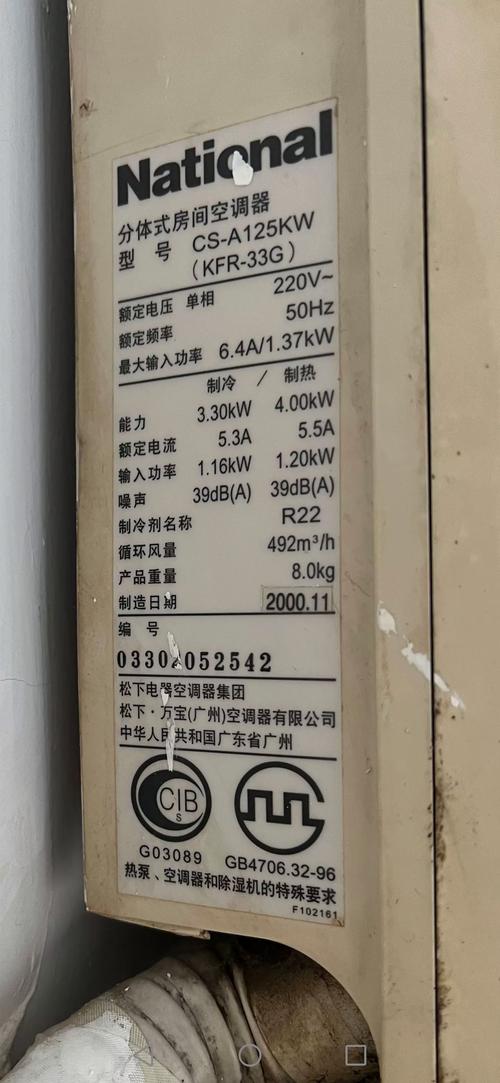 National
分体式房间空调器
型 号 CS-A125KW
(KFR-33G)
额定电压 单相 220V~
额定频率 50Hz
最大输入功率 6.4A/1.37kW
制冷 / 制热
能力 3.30kW 4.00kW
额定电流 5.3A 5.5A
输入功率 1.16kW 1.20kW
噪声 39dB(A) 39dB(A)
制冷剂名称 R22
循环风量 492m³/h
产品重量 8.0kg
制造日期 2000.11
编 号
松下电器空调器集团
松下·万宝(广州)空调器有限公司
中华人民共和国广东省广州
CIB
S
G03089 GB4706.32-96
热泵、空调器和除湿机的特殊要求
F102161